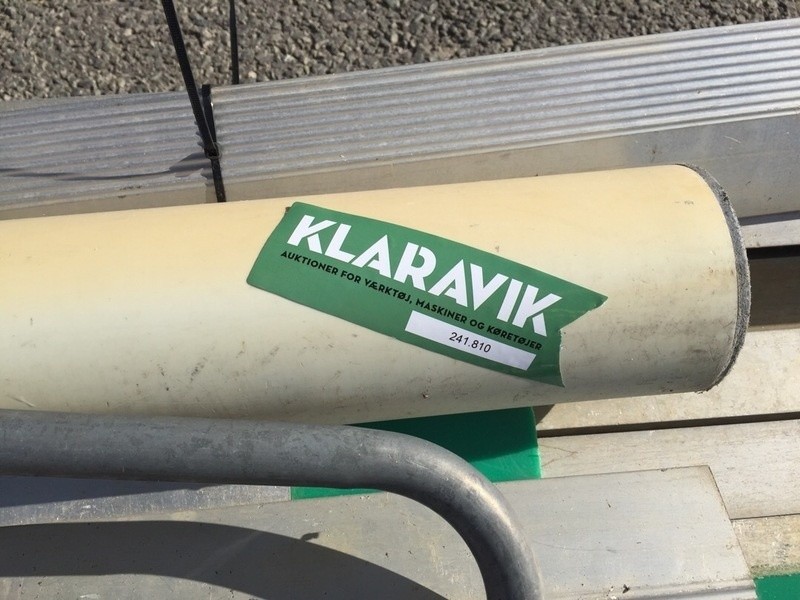 KLARAVIK
AUKTIONER FOR VÆRKTØJ, MASKINER OG KØRETØJER
241.810